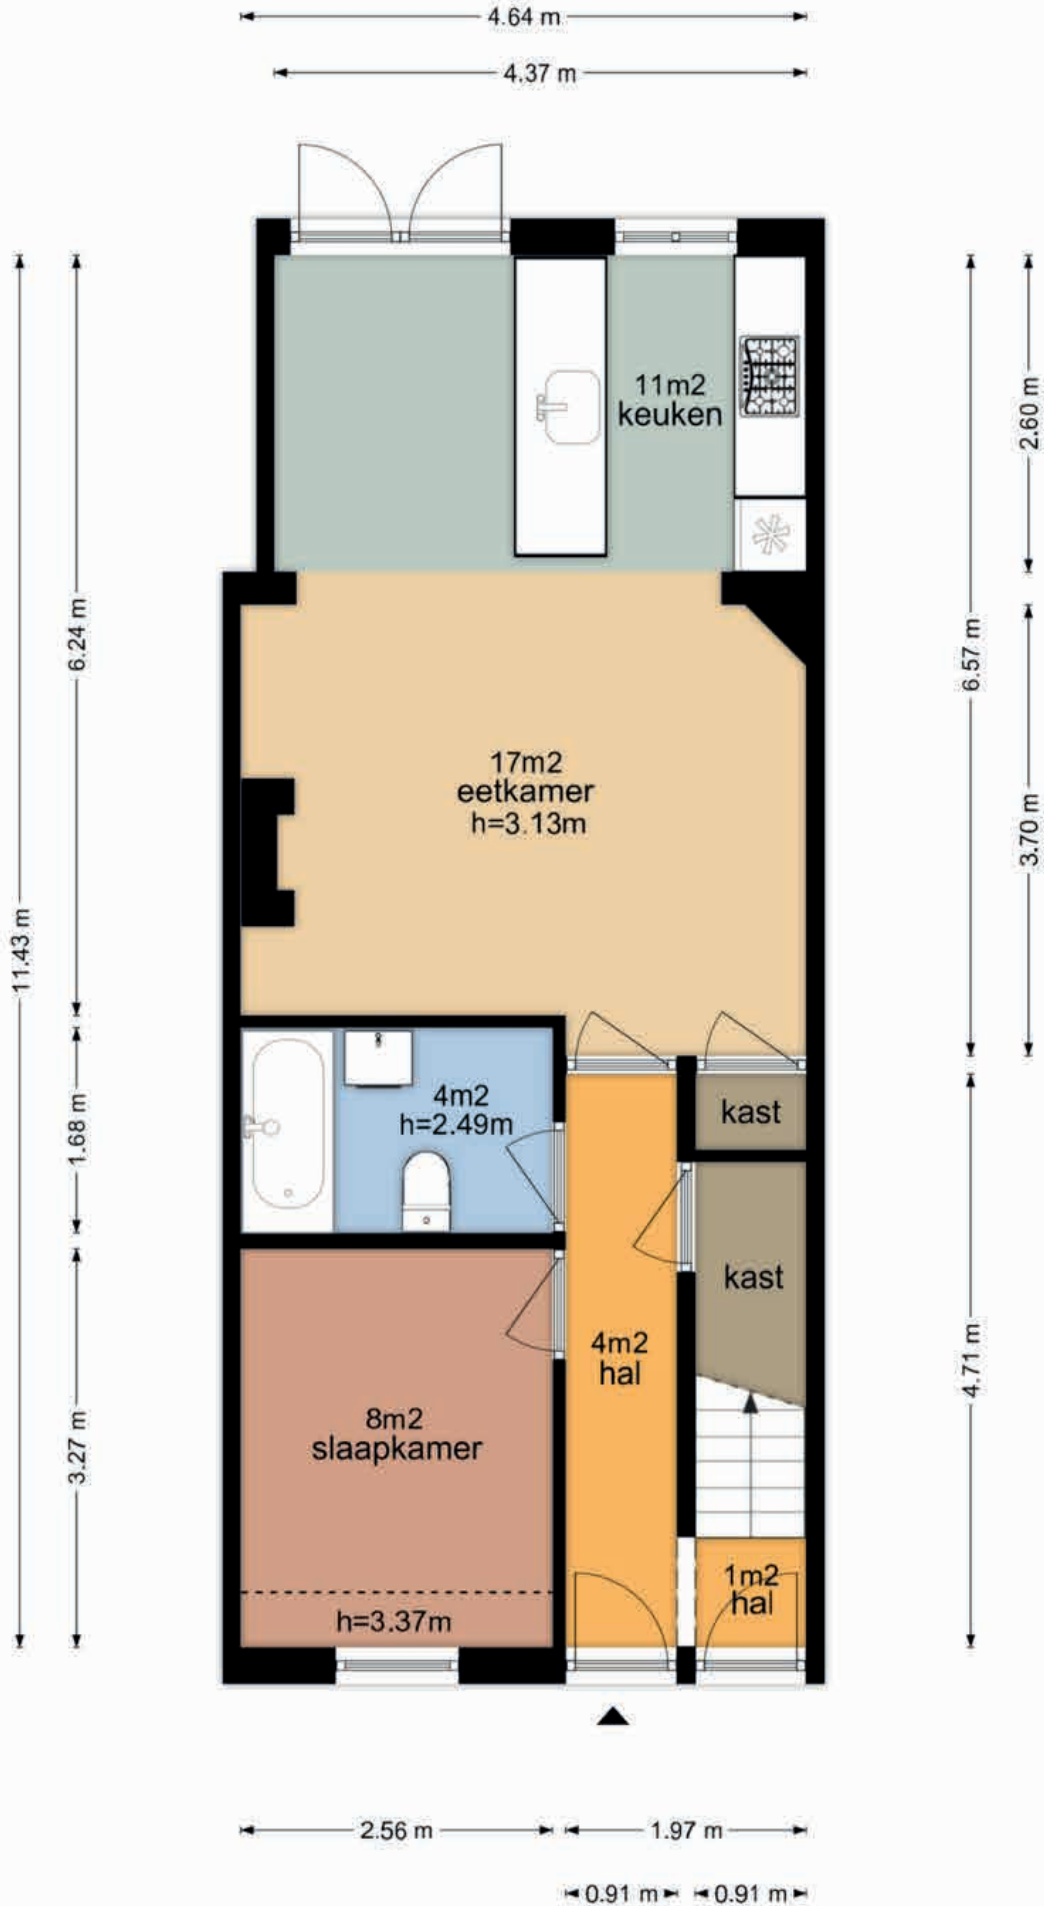 4.64 m
4.37 m
11m2
keuken
2.60 m
6.24 m
6.57 m
17m2
eetkamer
h=3.13m
3.70 m
11.43 m
4m2
h=2.49m
kast
1.68 m
kast
4m2
hal
4.71 m
8m2
slaapkamer
3.27 m
1m2
hal
h=3.37m
2.56 m
1.97 m
0.91 m
0.91 m